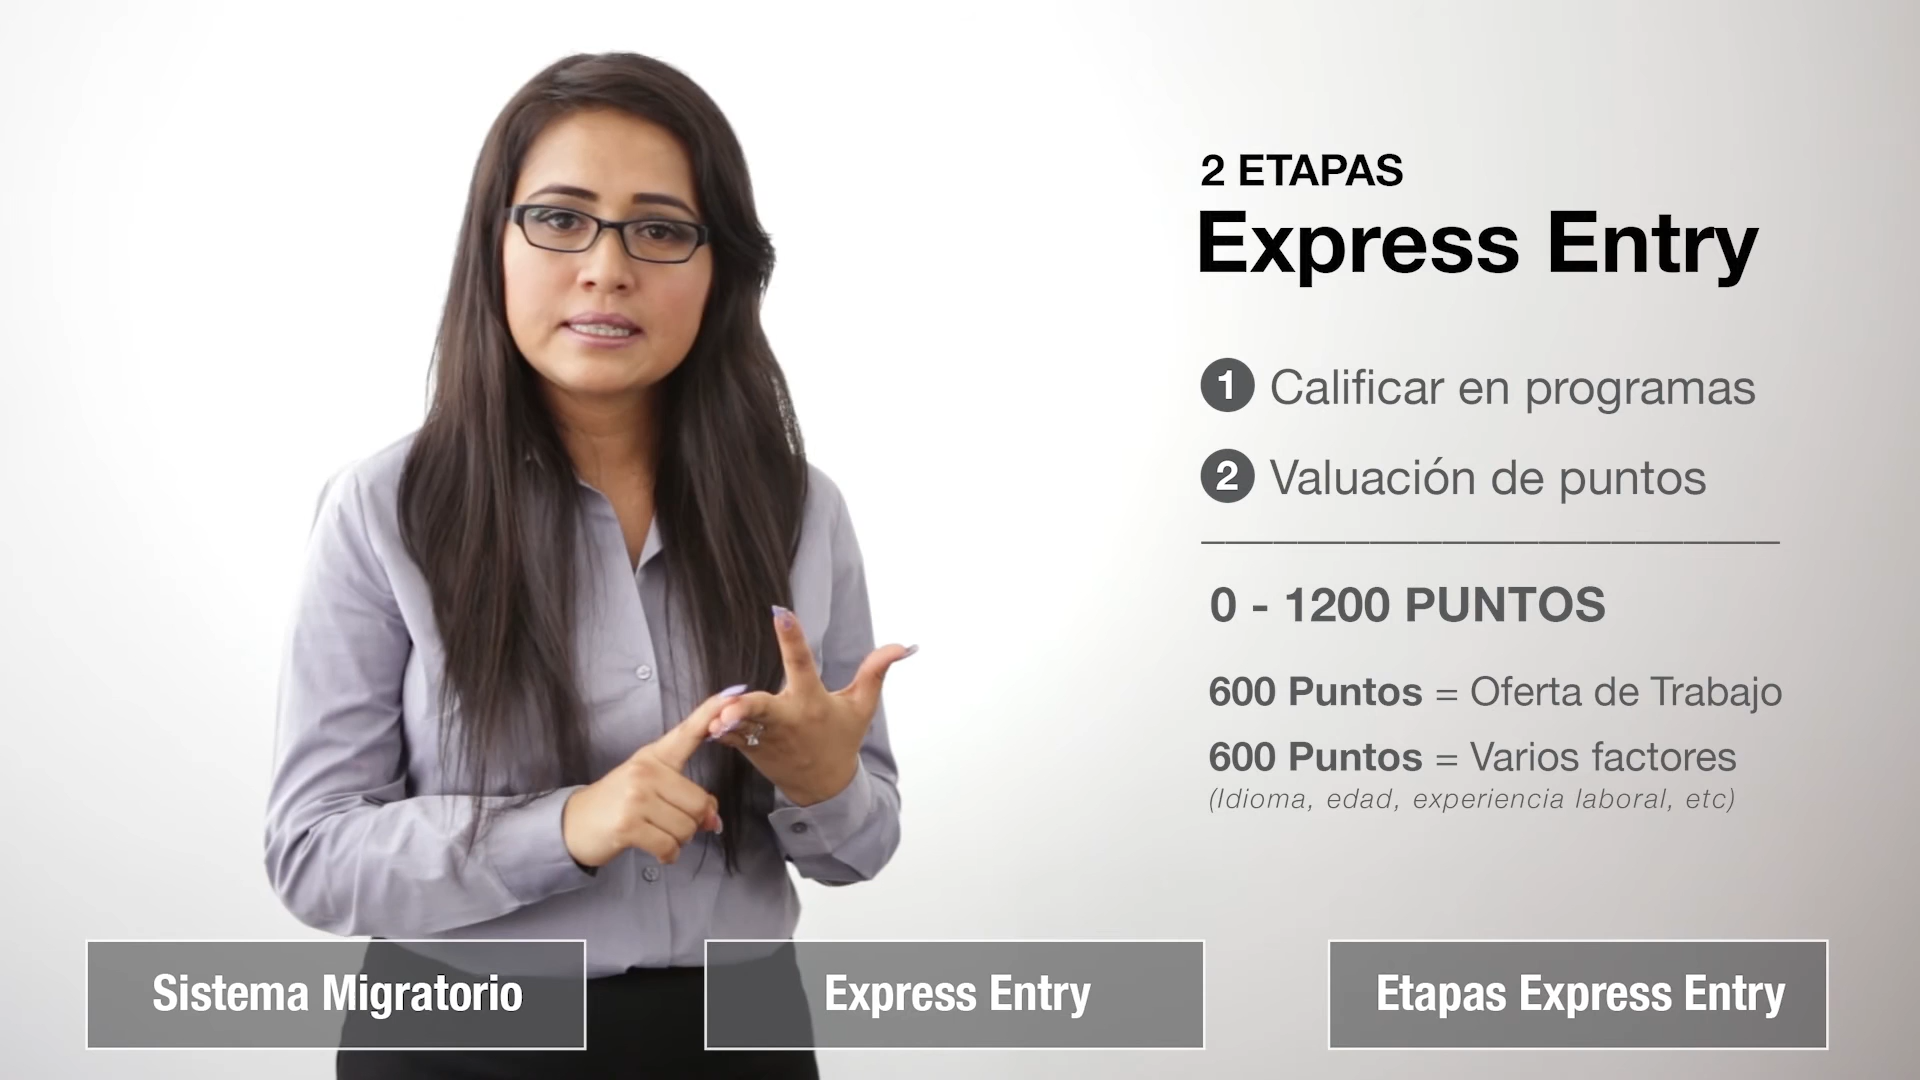 2 ETAPAS
Express Entry
1 Calificar en programas
2 Valuación de puntos
0 - 1200 PUNTOS
600 Puntos = Oferta de Trabajo
600 Puntos = Varios factores
(Idioma, edad, experiencia laboral, etc)
Sistema Migratorio
Express Entry
Etapas Express Entry